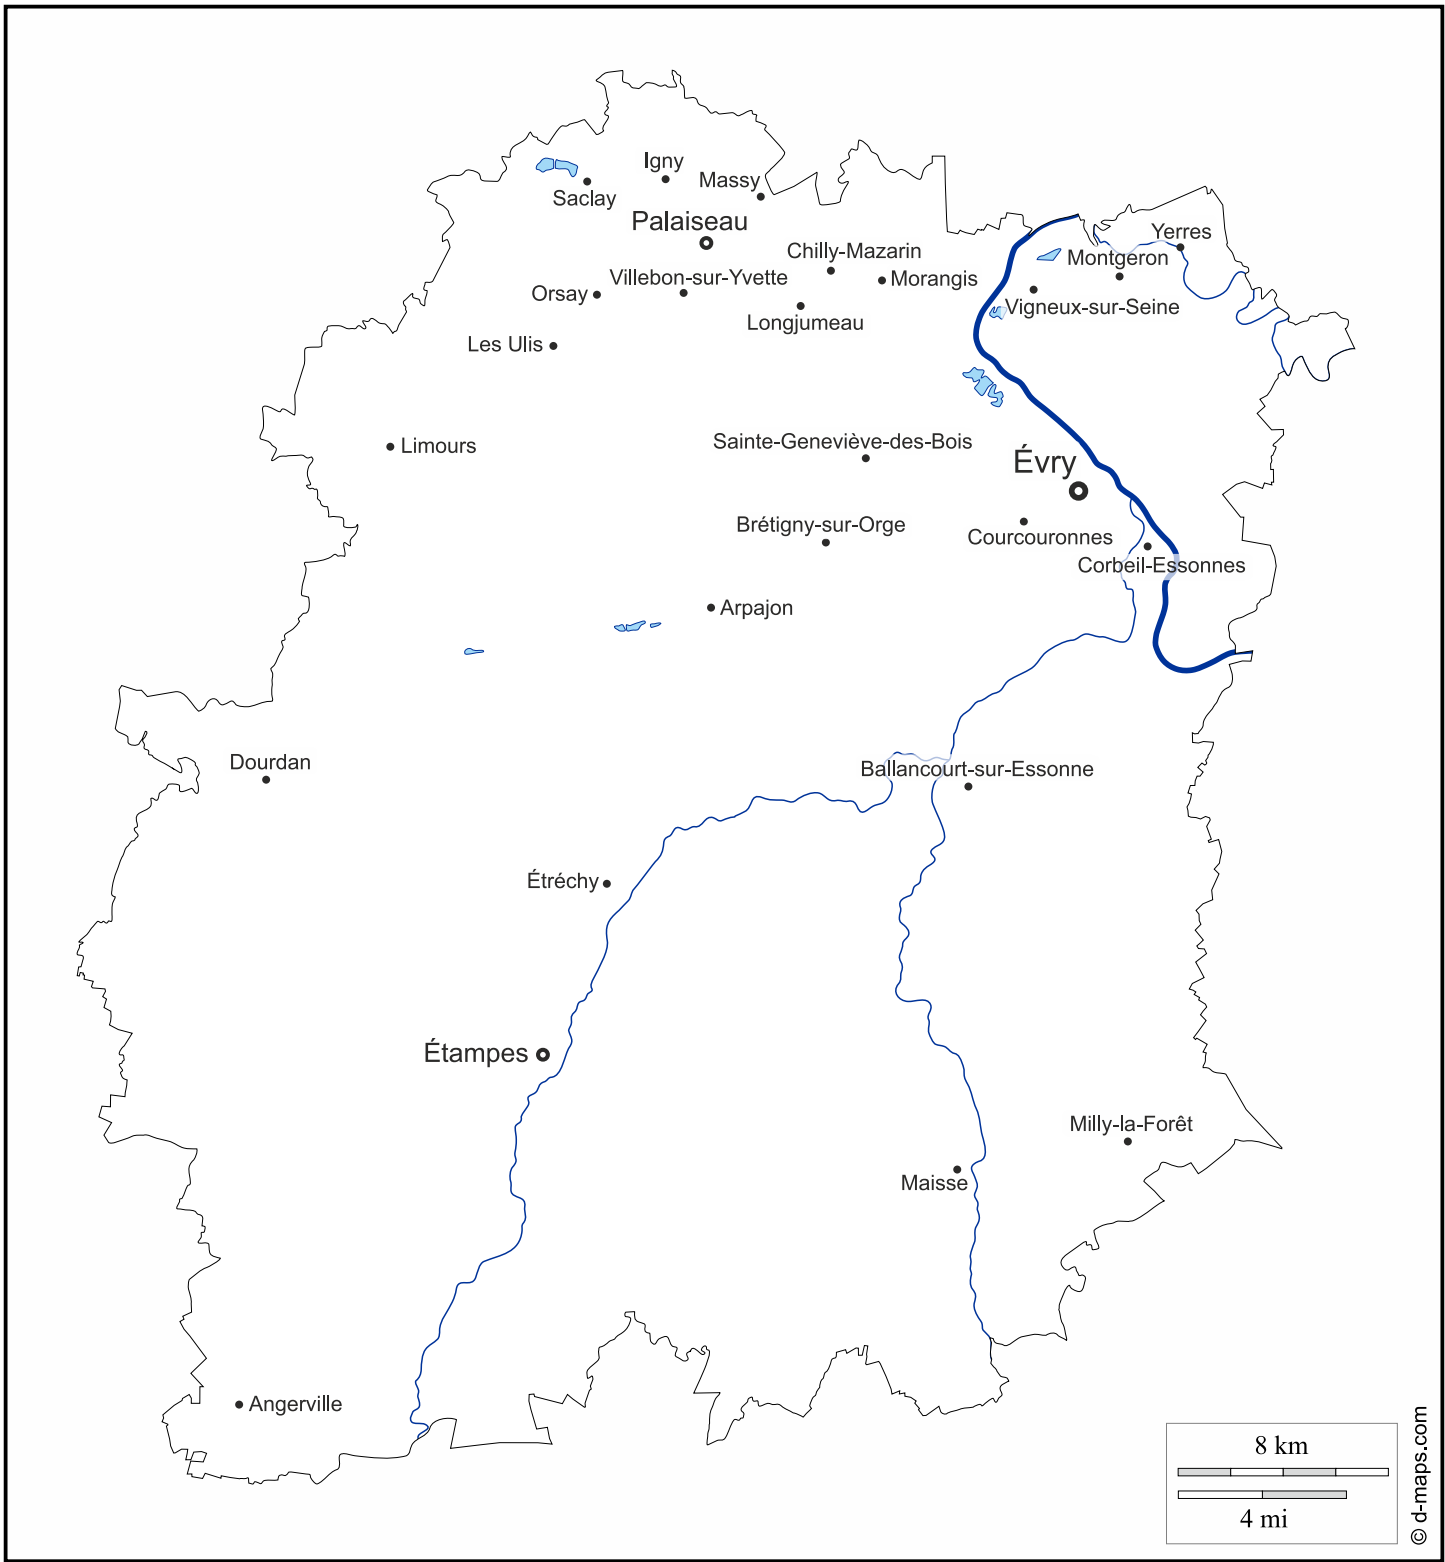 Igny
Massy
Saclay
Palaiseau
Yerres
Chilly-Mazarin
Montgeron
Villebon-sur-Yvette
Morangis
Orsay
Vigneux-sur-Seine
Longjumeau
Les Ulis
Sainte-Geneviève-des-Bois
Limours
Évry
Brétigny-sur-Orge
Courcouronnes
Corbeil-Essonnes
Arpajon
Dourdan
Ballancourt-sur-Essonne
Étréchy
Étampes
Milly-la-Forêt
Maisse
Angerville
8 km
4 mi
© d-maps.com